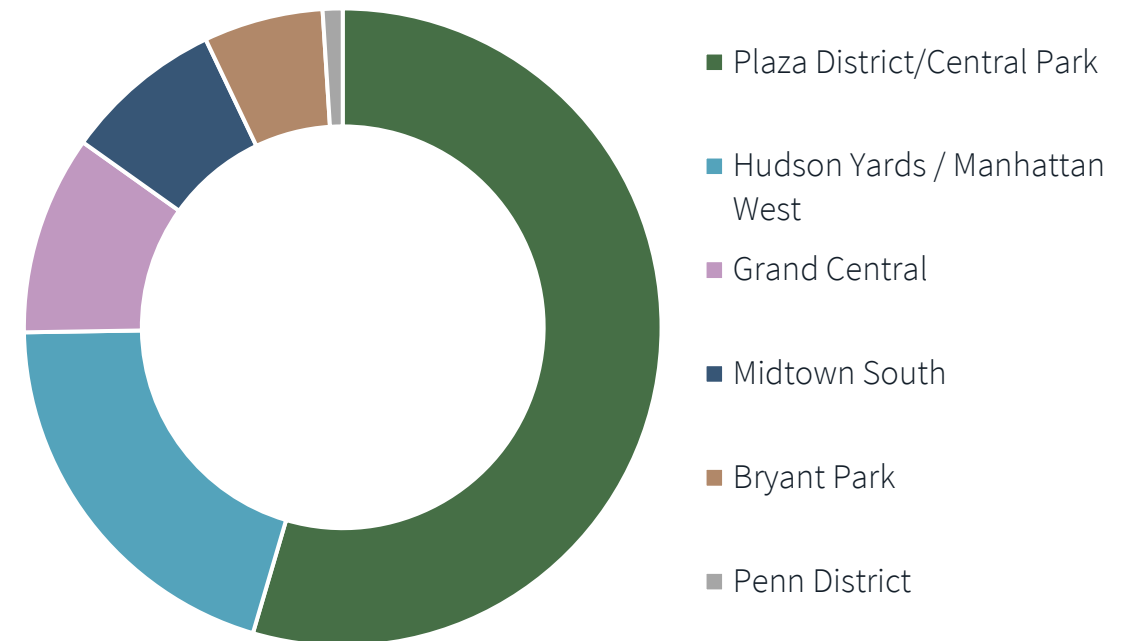 Plaza District/Central Park
Hudson Yards / Manhattan
West
Grand Central
Midtown South
Bryant Park
Penn District